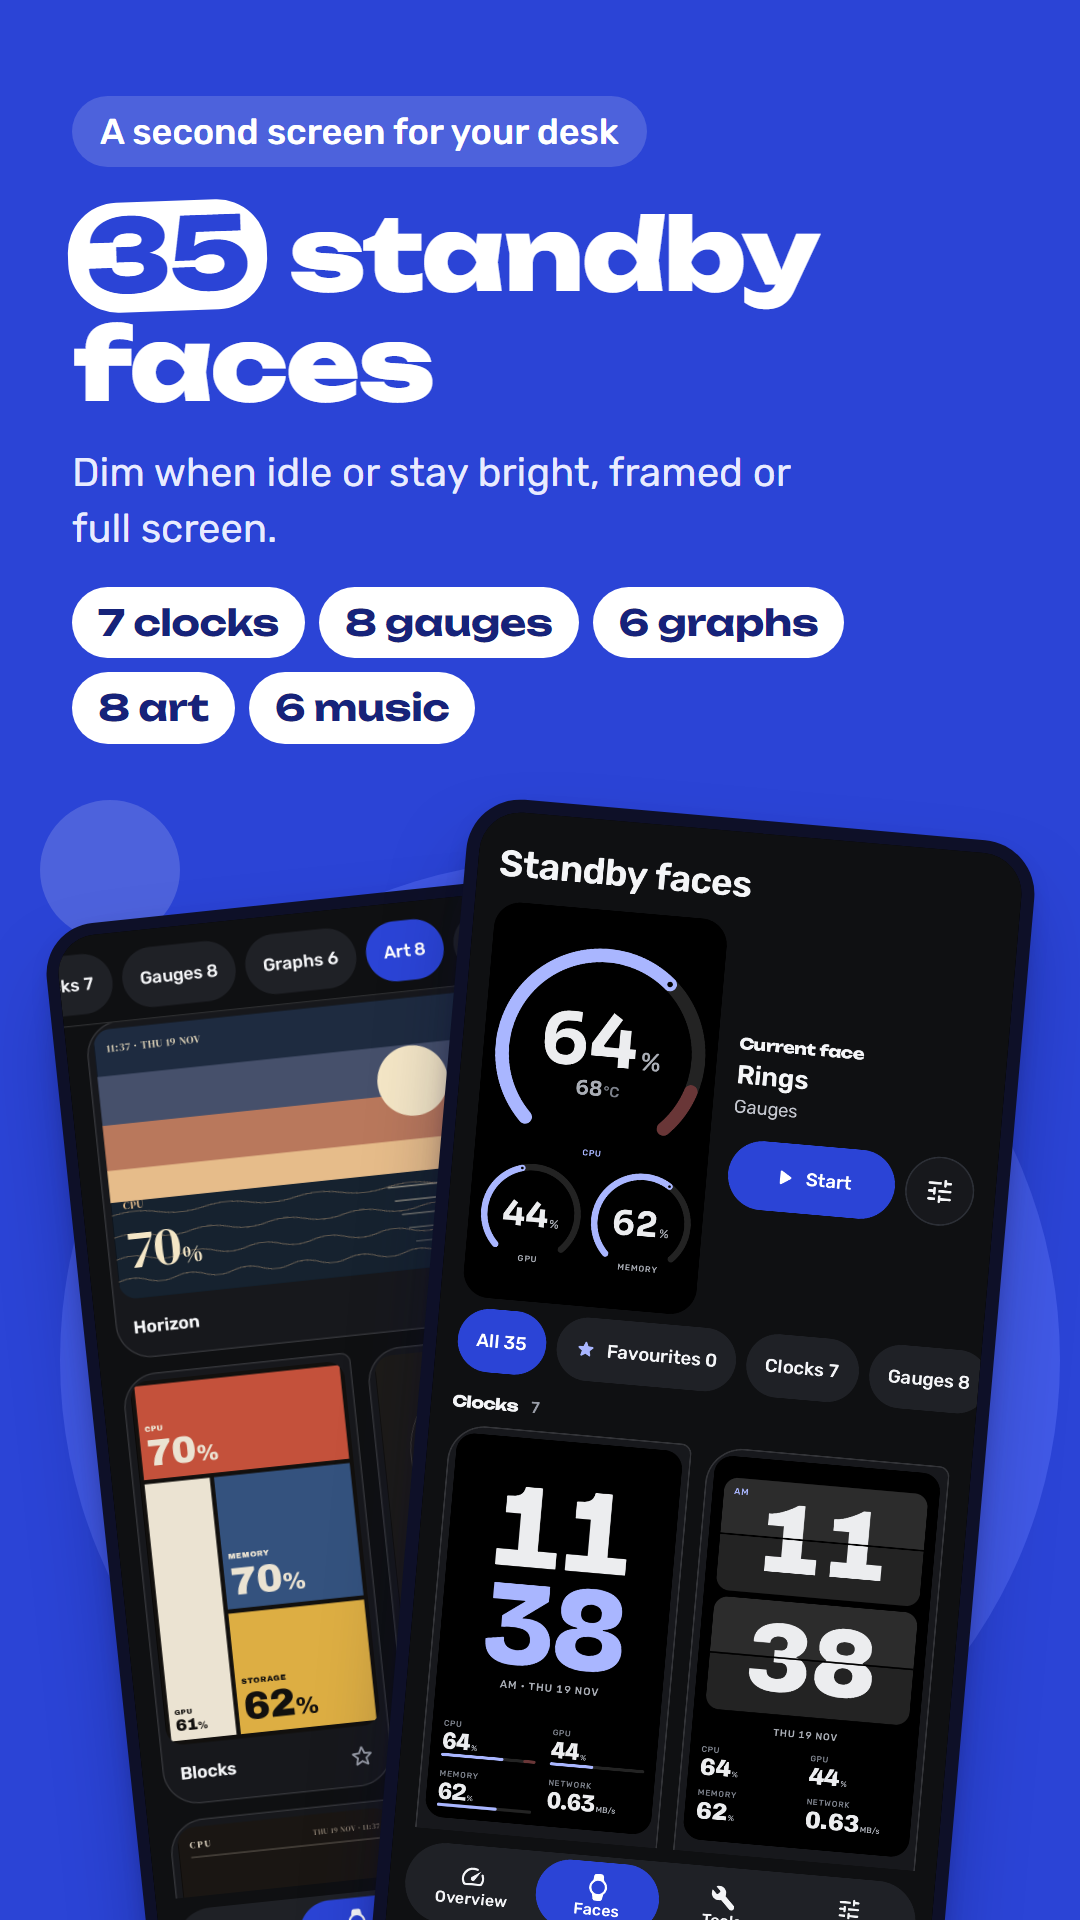 A second screen for your desk
35 standby
faces
Dim when idle or stay bright, framed or
full screen.
7 clocks
8 gauges
6 graphs
8 art
6 music
ks 7
Gauges 8
Graphs 6
Art 8
11:37 · THU 19 NOV
CPU
70%
Horizon
CPU
70%
MEMORY
70%
GPU
61%
STORAGE
62%
Blocks
CPU
THU 19 NOV · 11:37
Standby faces
64%
68°C
CPU
44%
GPU
62%
MEMORY
Current face
Rings
Gauges
Start
All 35
Favourites 0
Clocks 7
Gauges 8
Clocks 7
11
38
AM · THU 19 NOV
CPU
64%
GPU
44%
MEMORY
62%
NETWORK
0.63 MB/s
AM
11
38
THU 19 NOV
CPU
64%
GPU
44%
MEMORY
62%
NETWORK
0.63 MB/s
Overview
Faces